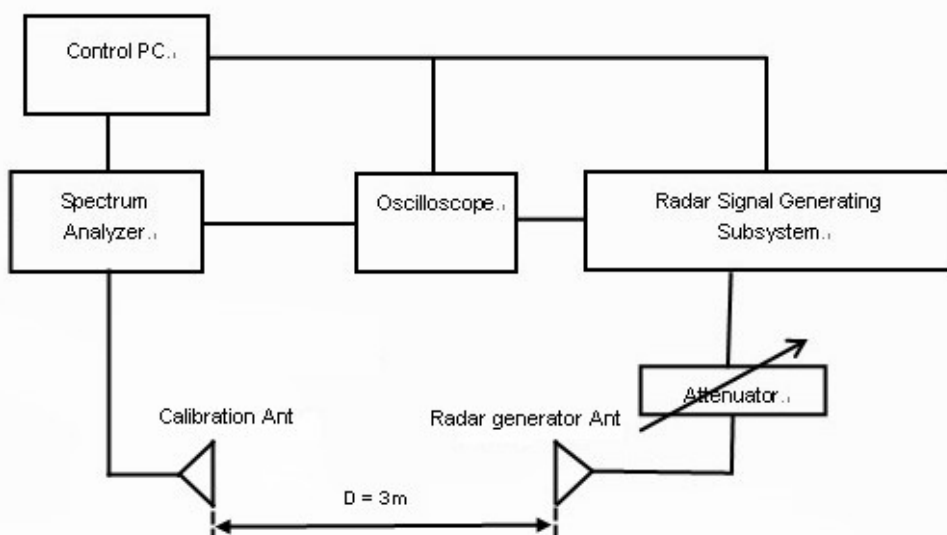 Control PC.
Spectrum
Analyzer.
Oscilloscope.
Radar Signal Generating
Subsystem.
Attenuator.
Calibration Ant
Radar generator Ant
D = 3m